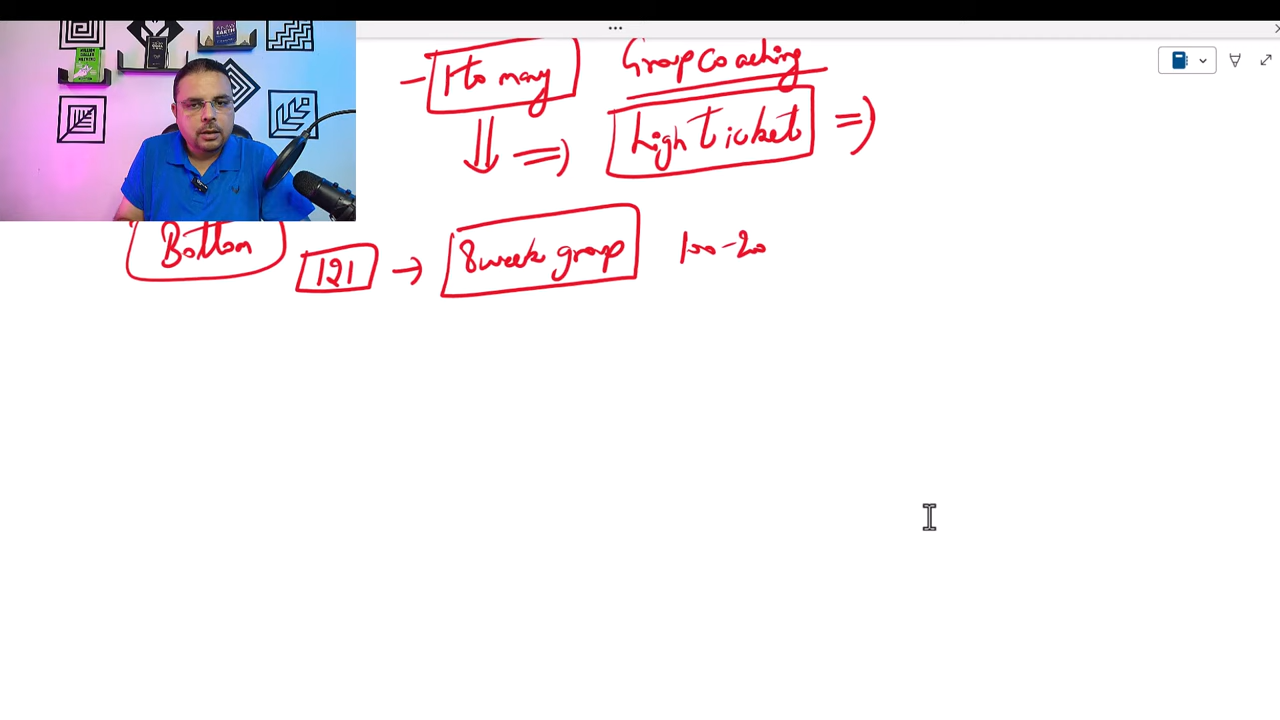 - 1 to many
Group coaching
⇓ => high Ticket =>
Bottom
121 → 8 week group 100-200